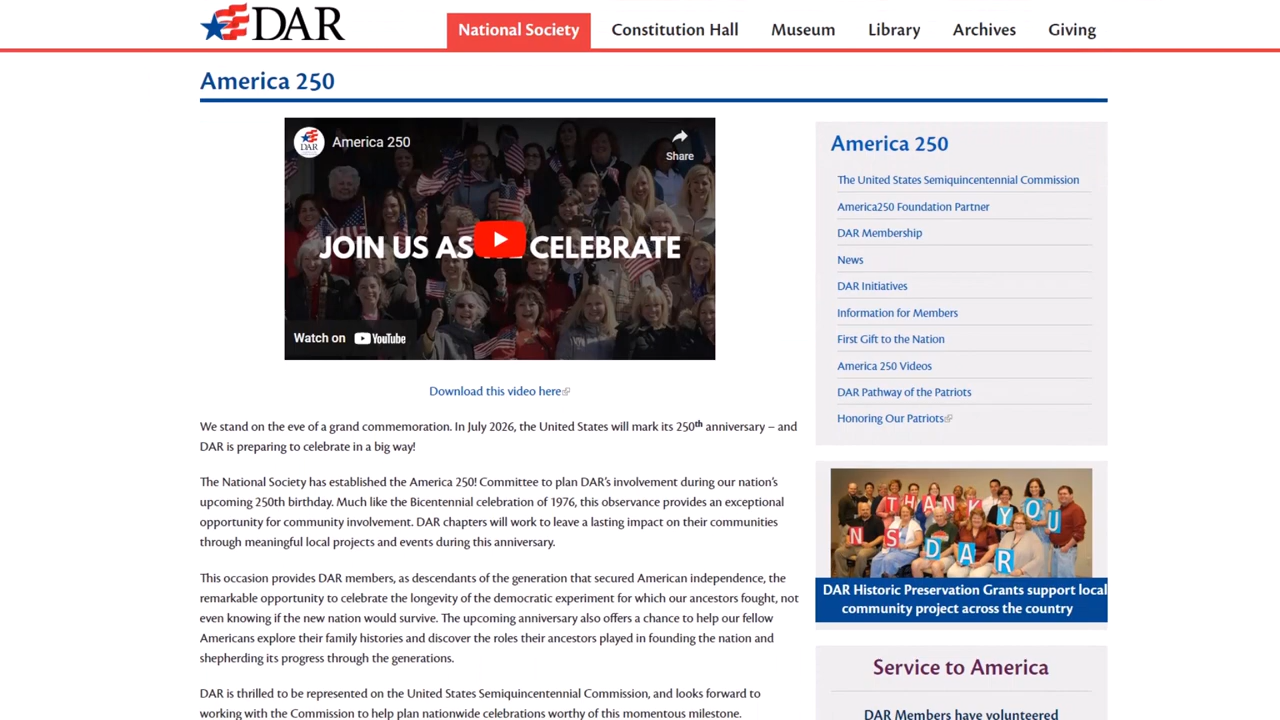 DAR
National Society
Constitution Hall
Museum
Library
Archives
Giving
America 250
DAR
America 250
Share
JOIN US AS CELEBRATE
Watch on YouTube
Download this video here
We stand on the eve of a grand commemoration. In July 2026, the United States will mark its 250th anniversary – and
DAR is preparing to celebrate in a big way!
The National Society has established the America 250! Committee to plan DAR's involvement during our nation's
upcoming 250th birthday. Much like the Bicentennial celebration of 1976, this observance provides an exceptional
opportunity for community involvement. DAR chapters will work to leave a lasting impact on their communities
through meaningful local projects and events during this anniversary.
This occasion provides DAR members, as descendants of the generation that secured American independence, the
remarkable opportunity to celebrate the longevity of the democratic experiment for which our ancestors fought, not
even knowing if the new nation would survive. The upcoming anniversary also offers a chance to help our fellow
Americans explore their family histories and discover the roles their ancestors played in founding the nation and
shepherding its progress through the generations.
DAR is thrilled to be represented on the United States Semiquincentennial Commission, and looks forward to
working with the Commission to help plan nationwide celebrations worthy of this momentous milestone.
America 250
The United States Semiquincentennial Commission
America250 Foundation Partner
DAR Membership
News
DAR Initiatives
Information for Members
First Gift to the Nation
America 250 Videos
DAR Pathway of the Patriots
Honoring Our Patriots
THANK YOU
NSDAR
DAR Historic Preservation Grants support local
community project across the country
Service to America
DAR Members have volunteered